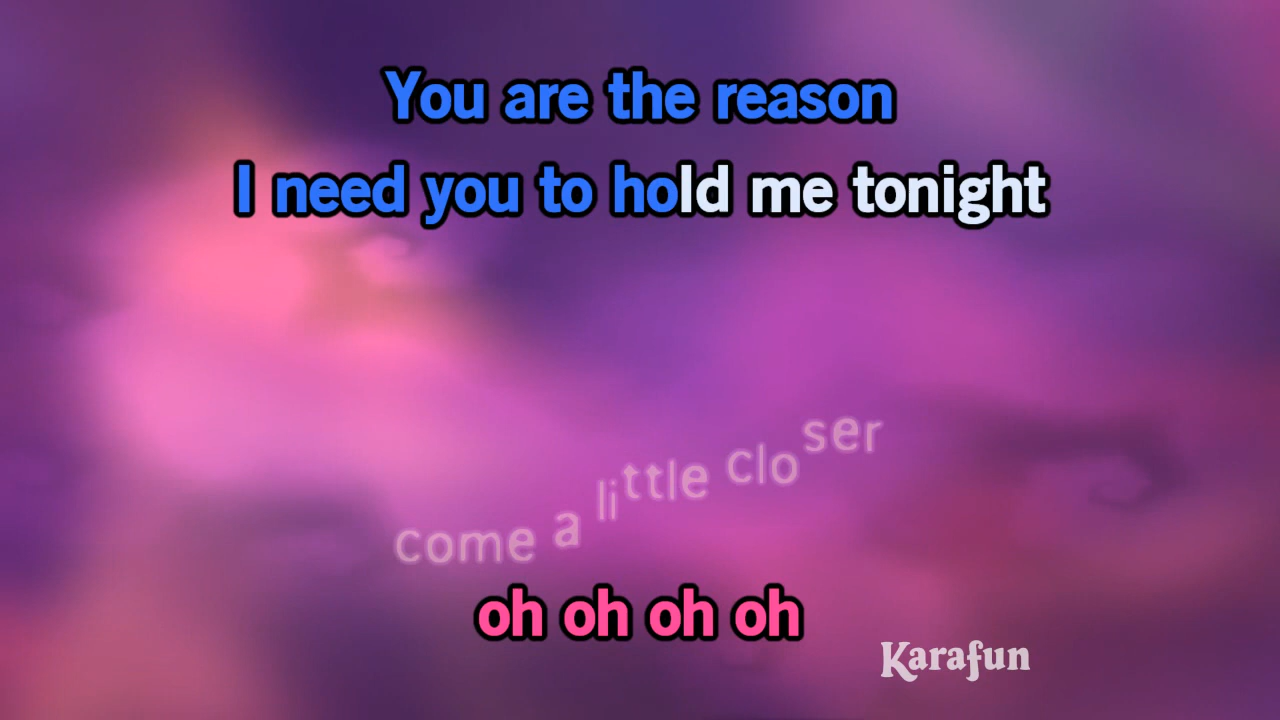 You are the reason
I need you to hold me tonight
come a little closer
oh oh oh oh
Karafun